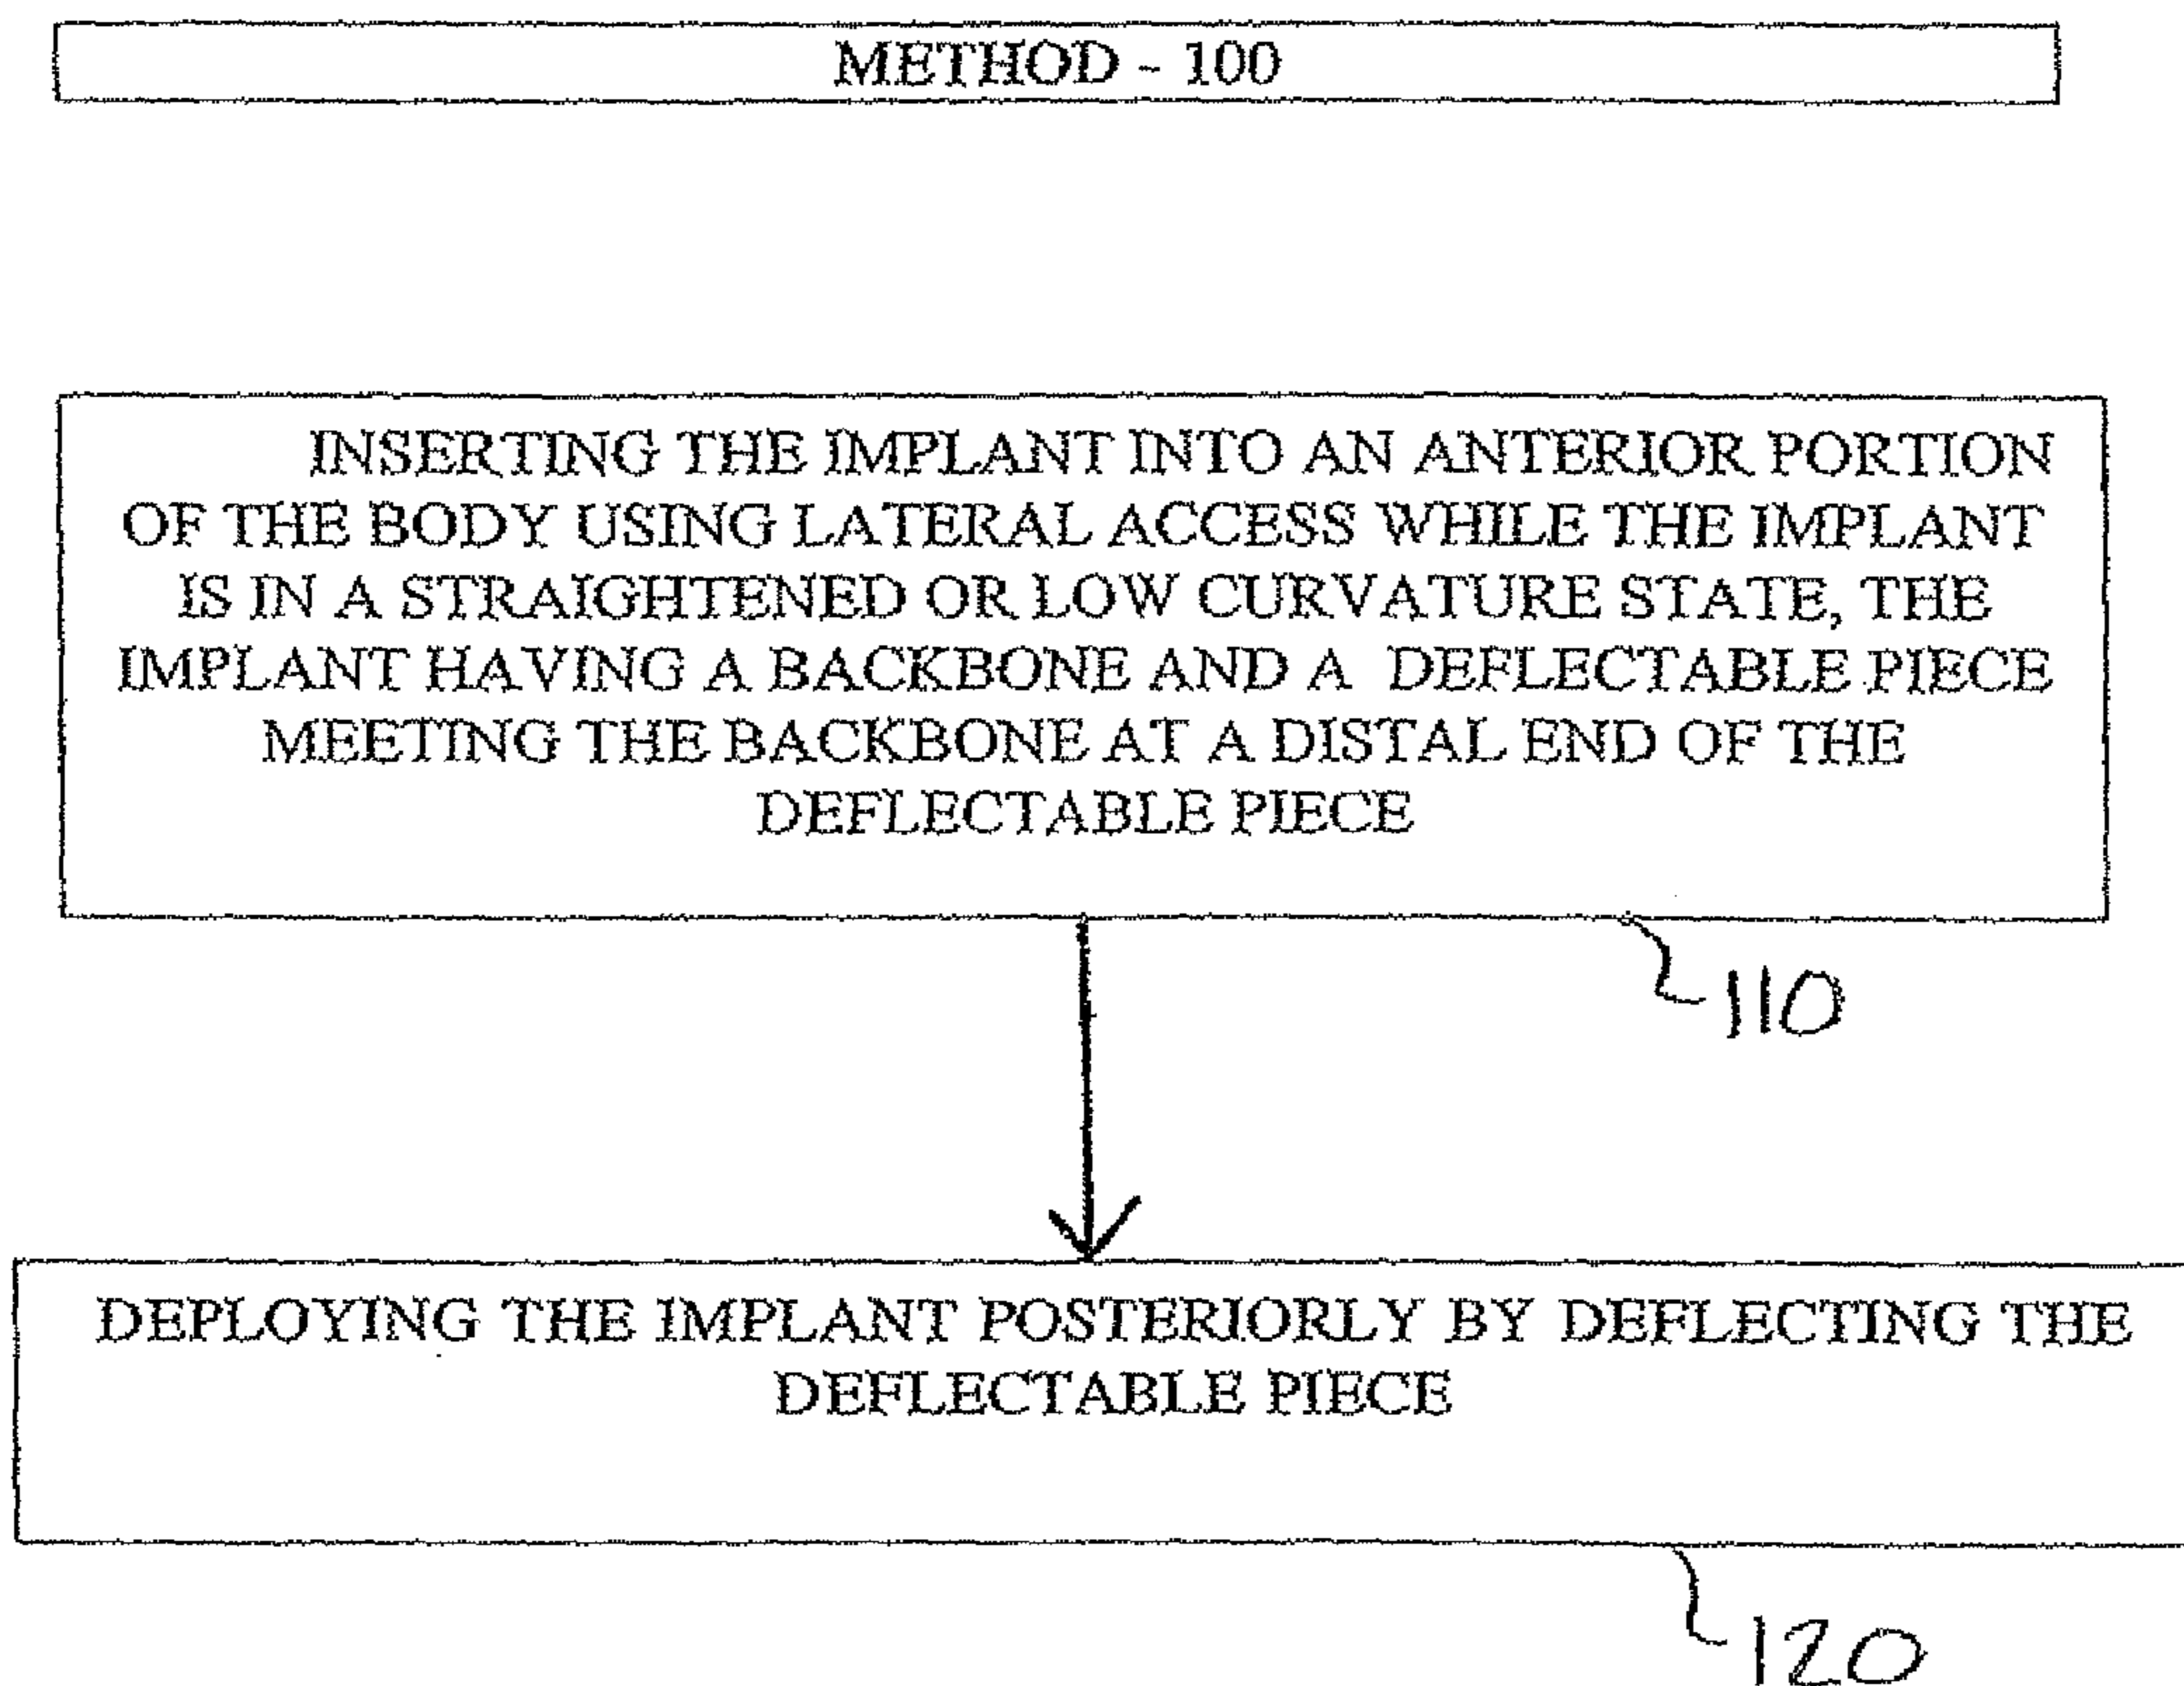 METHOD - 100
INSERTING THE IMPLANT INTO AN ANTERIOR PORTION
OF THE BODY USING LATERAL ACCESS WHILE THE IMPLANT
IS IN A STRAIGHTENED OR LOW CURVATURE STATE, THE
IMPLANT HAVING A BACKBONE AND A DEFLECTABLE PIECE
MEETING THE BACKBONE AT A DISTAL END OF THE
DEFLECTABLE PIECE
110
DEPLOYING THE IMPLANT POSTERIORLY BY DEFLECTING THE
DEFLECTABLE PIECE
120